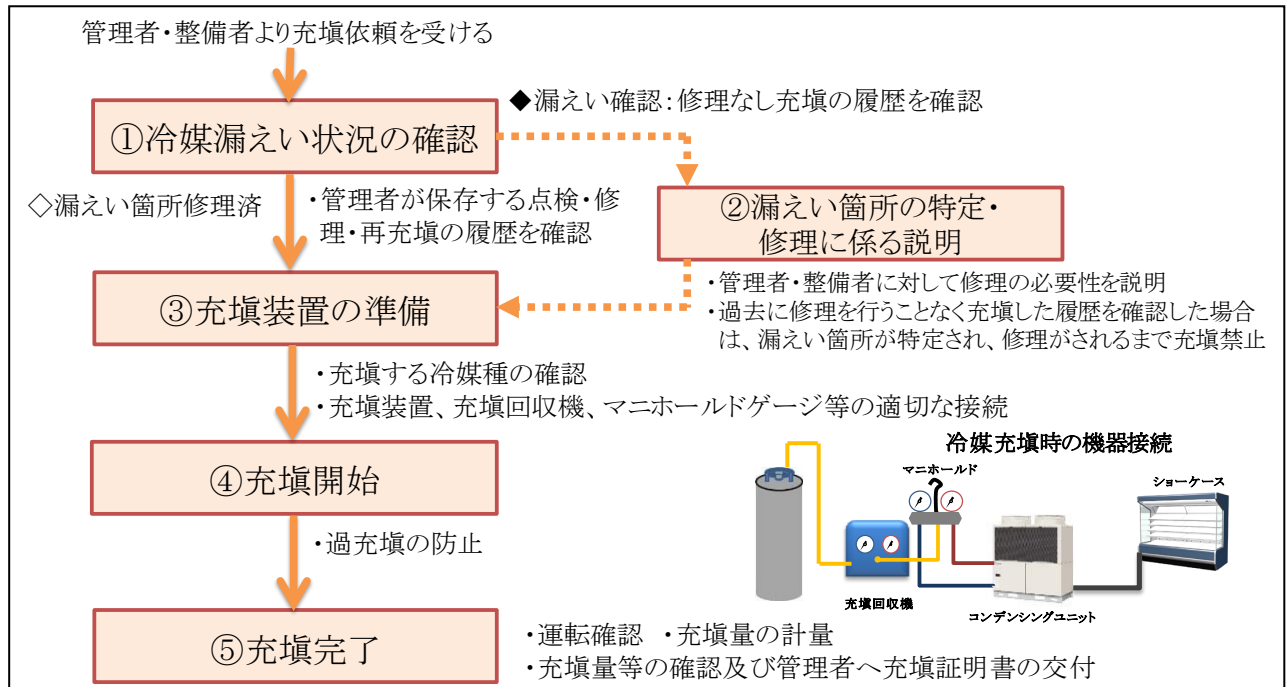 管理者・整備者より充塡依頼を受ける
◆漏えい確認：修理なし充塡の履歴を確認
①冷媒漏えい状況の確認
◇漏えい箇所修理済
・管理者が保存する点検・修
理・再充塡の履歴を確認
②漏えい箇所の特定・
修理に係る説明
・管理者・整備者に対して修理の必要性を説明
・過去に修理を行うことなく充塡した履歴を確認した場合
は、漏えい箇所が特定され、修理がされるまで充塡禁止
③充塡装置の準備
・充塡する冷媒種の確認
・充塡装置、充塡回収機、マニホールドゲージ等の適切な接続
④充塡開始
冷媒充塡時の機器接続
マニホールド
ショーケース
充塡回収機
コンデンシングユニット
・過充塡の防止
⑤充塡完了
・運転確認 ・充塡量の計量
・充塡量等の確認及び管理者へ充塡証明書の交付